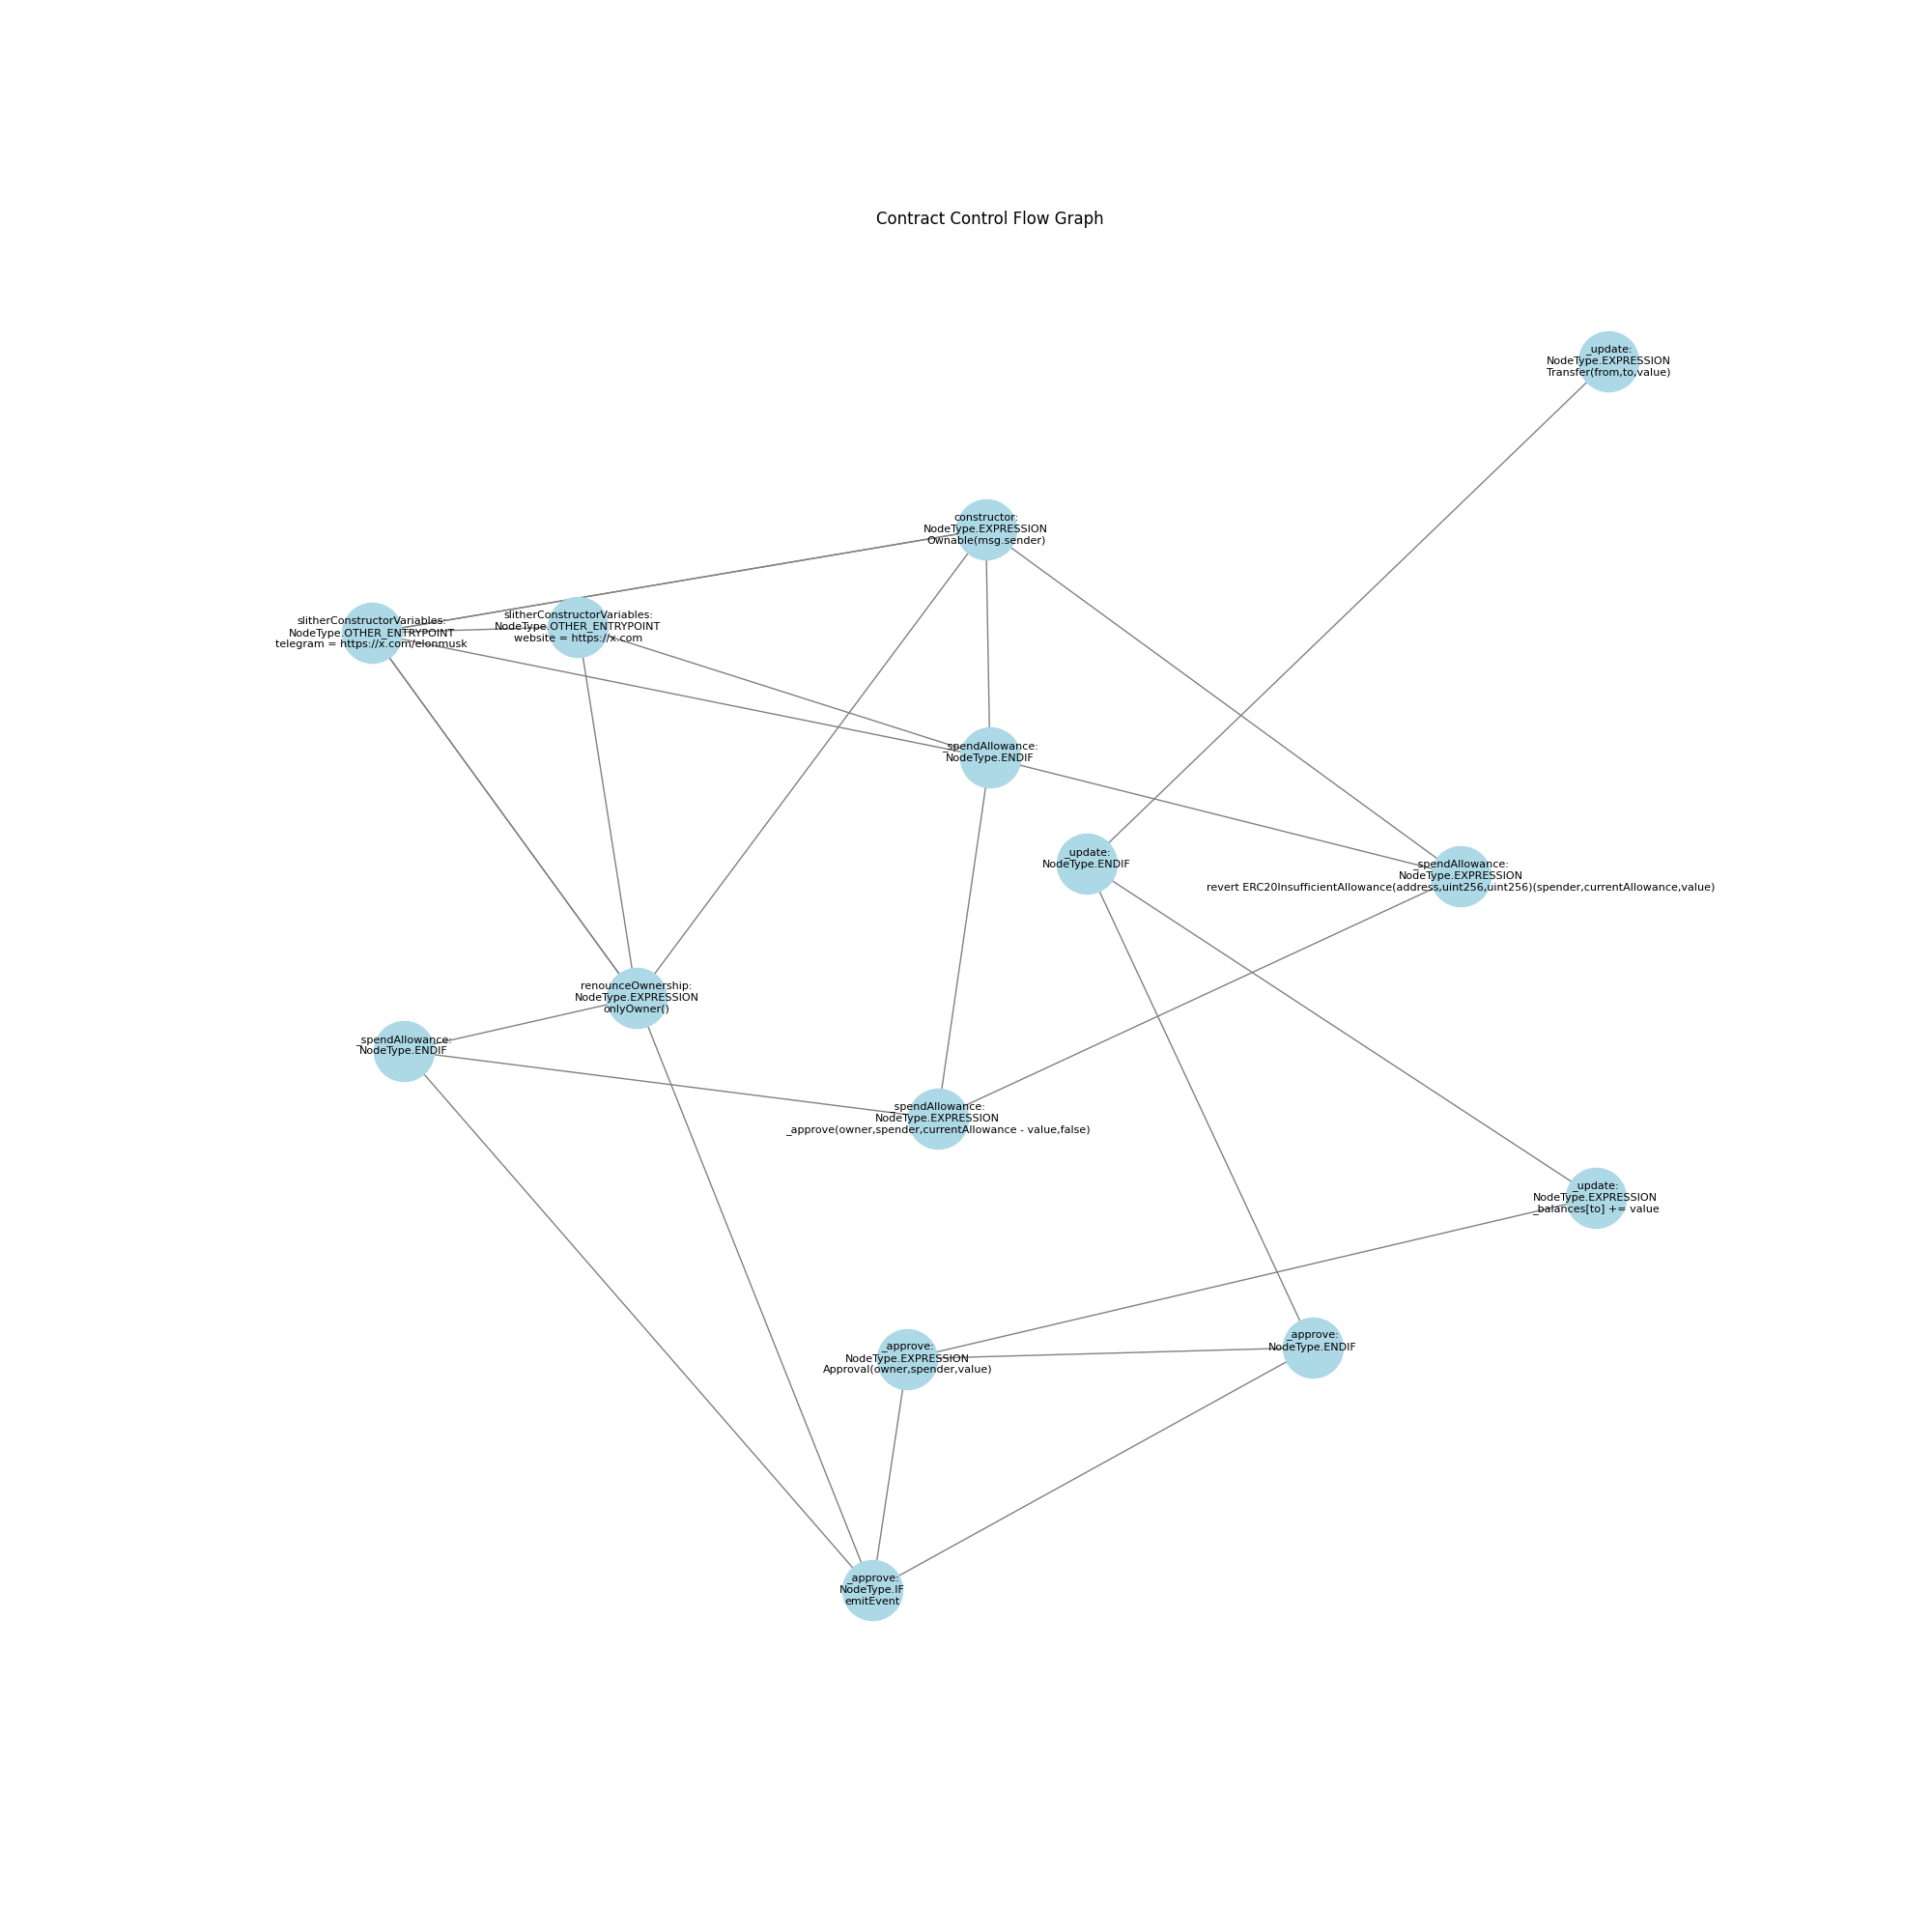 Contract Control Flow Graph
_update:
NodeType.EXPRESSION
Transfer(from,to,value)
constructor:
NodeType.EXPRESSION
Ownable(msg.sender)
slitherConstructorVariables:
NodeType.OTHER_ENTRYPOINT
telegram = https://x.com/elonmusk
slitherConstructorVariables:
NodeType.OTHER_ENTRYPOINT
website = https://x.com
_spendAllowance:
NodeType.ENDIF
_update:
NodeType.ENDIF
_spendAllowance:
NodeType.EXPRESSION
revert ERC20InsufficientAllowance(address,uint256,uint256)(spender,currentAllowance,value)
renounceOwnership:
NodeType.EXPRESSION
onlyOwner()
_spendAllowance:
NodeType.ENDIF
_spendAllowance:
NodeType.EXPRESSION
_approve(owner,spender,currentAllowance - value,false)
_update:
NodeType.EXPRESSION
_balances[to] += value
_approve:
NodeType.EXPRESSION
Approval(owner,spender,value)
_approve:
NodeType.ENDIF
_approve:
NodeType.IF
emitEvent